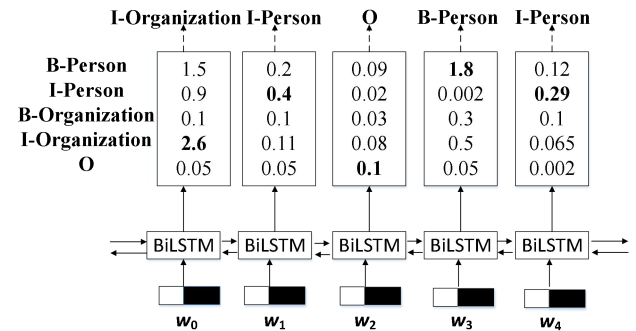 I-Organization I-Person O B-Person I-Person
B-Person 1.5 0.2 0.09 1.8 0.12
I-Person 0.9 0.4 0.02 0.002 0.29
B-Organization 0.1 0.1 0.03 0.3 0.1
I-Organization 2.6 0.11 0.08 0.5 0.065
O 0.05 0.05 0.1 0.05 0.002
BiLSTM BiLSTM BiLSTM BiLSTM BiLSTM
w0 w1 w2 w3 w4